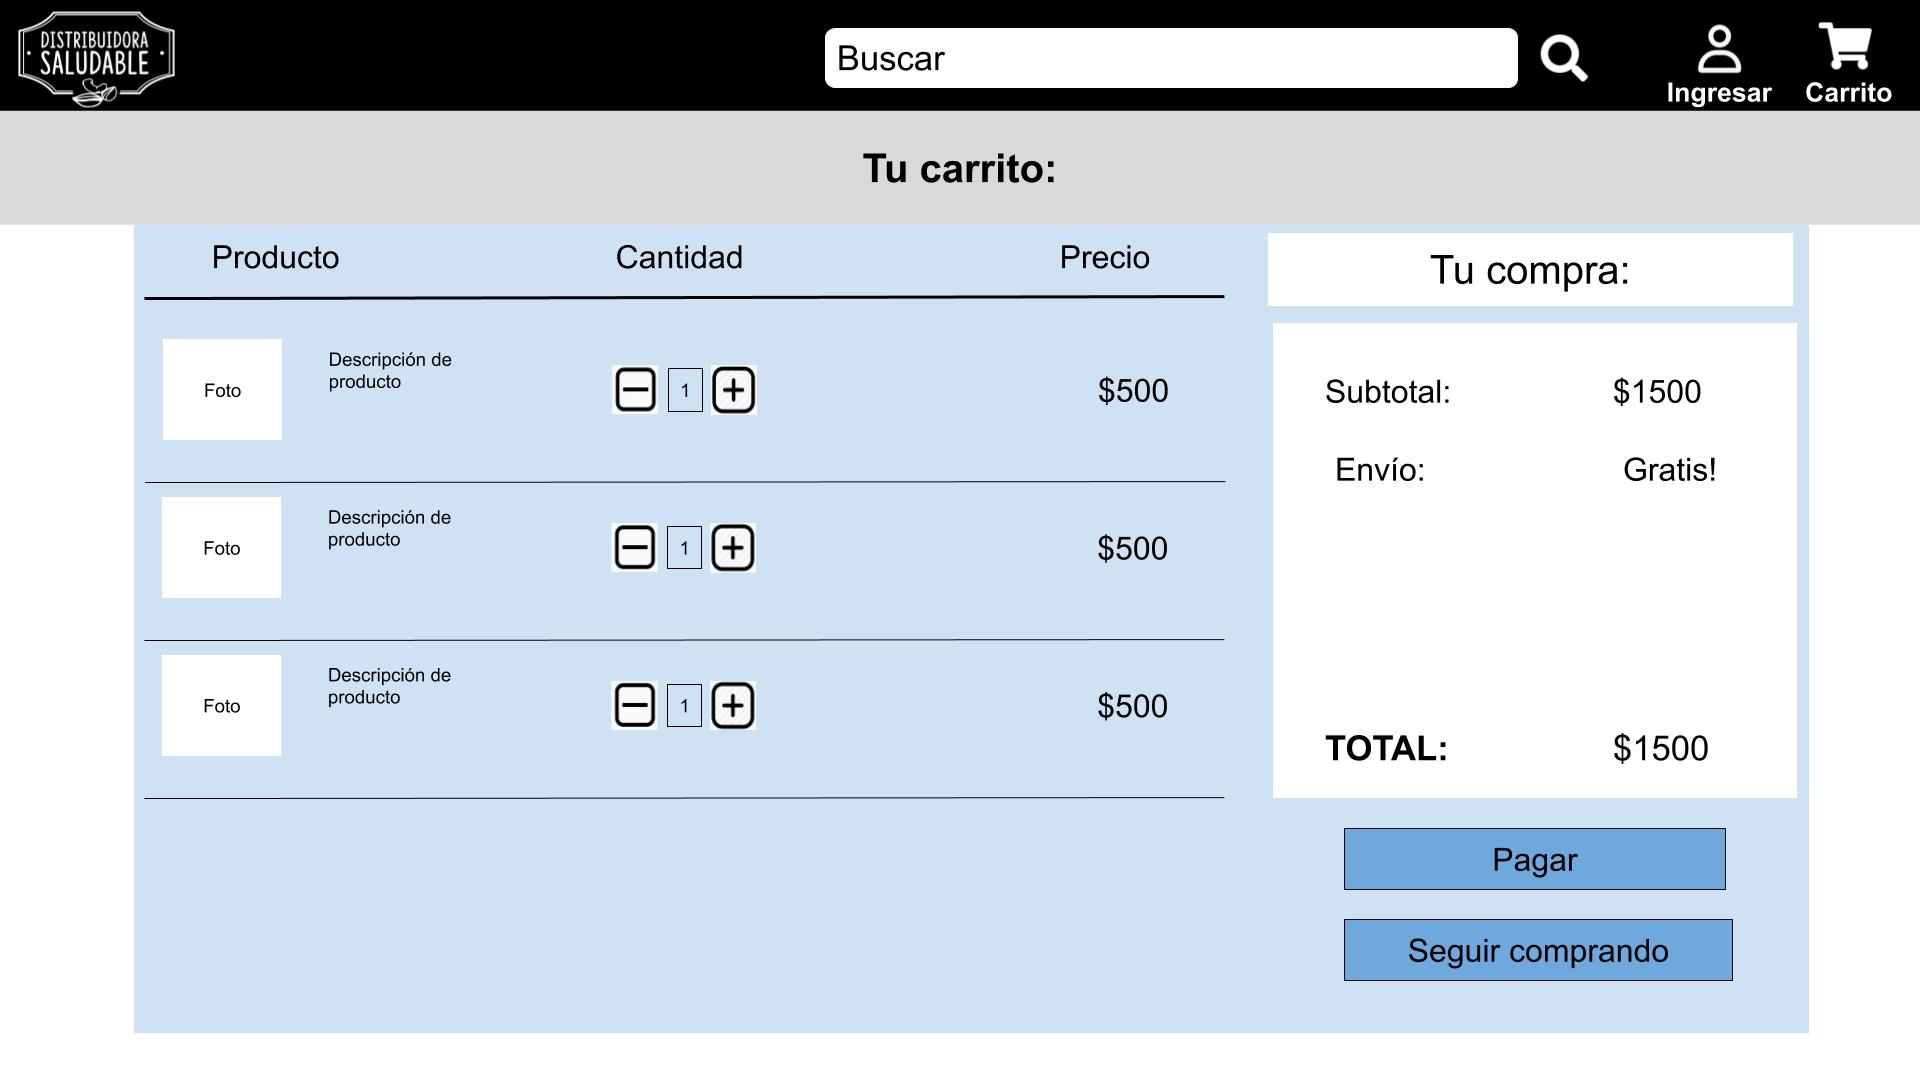 DISTRIBUIDORA
SALUDABLE
Buscar
Ingresar
Carrito
Tu carrito:
Producto
Cantidad
Precio
Foto
Descripción de
producto
1
$500
Foto
Descripción de
producto
1
$500
Foto
Descripción de
producto
1
$500
Tu compra:
Subtotal: $1500
Envío: Gratis!
TOTAL: $1500
Pagar
Seguir comprando